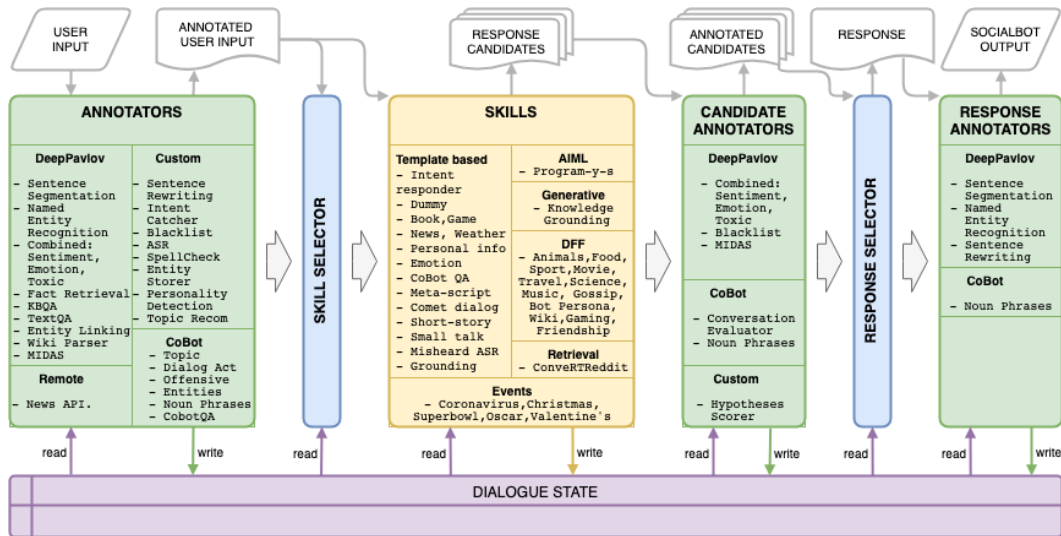 USER
INPUT
ANNOTATED
USER INPUT
RESPONSE
CANDIDATES
ANNOTATED
CANDIDATES
RESPONSE
SOCIALBOT
OUTPUT
ANNOTATORS
DeepPavlov
- Sentence
Segmentation
- Named
Entity
Recognition
- Combined:
Sentiment,
Emotion,
Toxic
- Fact Retrieval
- KBQA
- TextQA
- Entity Linking
- Wiki Parser
- MIDAS
Remote
- News API.
Custom
- Sentence
Rewriting
- Intent
Catcher
- Blacklist
- ASR
- SpellCheck
- Entity
Storer
- Personality
Detection
- Topic Recom
CoBot
- Topic
- Dialog Act
- Offensive
- Entities
- Noun Phrases
- CobotQA
SKILL SELECTOR
SKILLS
Template based
- Intent
responder
- Dummy
- Book,Game
- News, Weather
- Personal info
- Emotion
- CoBot QA
- Meta-script
- Comet dialog
- Short-story
- Small talk
- Misheard ASR
- Grounding
AIML
- Program-y-s
Generative
- Knowledge
Grounding
DFF
- Animals,Food,
Sport,Movie,
Travel,Science,
Music, Gossip,
Bot Persona,
Wiki,Gaming,
Friendship
Retrieval
- ConveRTReddit
Events
- Coronavirus,Christmas,
Superbowl,Oscar,Valentine's
CANDIDATE
ANNOTATORS
DeepPavlov
- Combined:
Sentiment,
Emotion,
Toxic
- Blacklist
- MIDAS
CoBot
- Conversation
Evaluator
- Noun Phrases
Custom
- Hypotheses
Scorer
RESPONSE SELECTOR
RESPONSE
ANNOTATORS
DeepPavlov
- Sentence
Segmentation
- Named
Entity
Recognition
- Sentence
Rewriting
CoBot
- Noun Phrases
read
write
read
read
write
read
write
read
read
write
DIALOGUE STATE